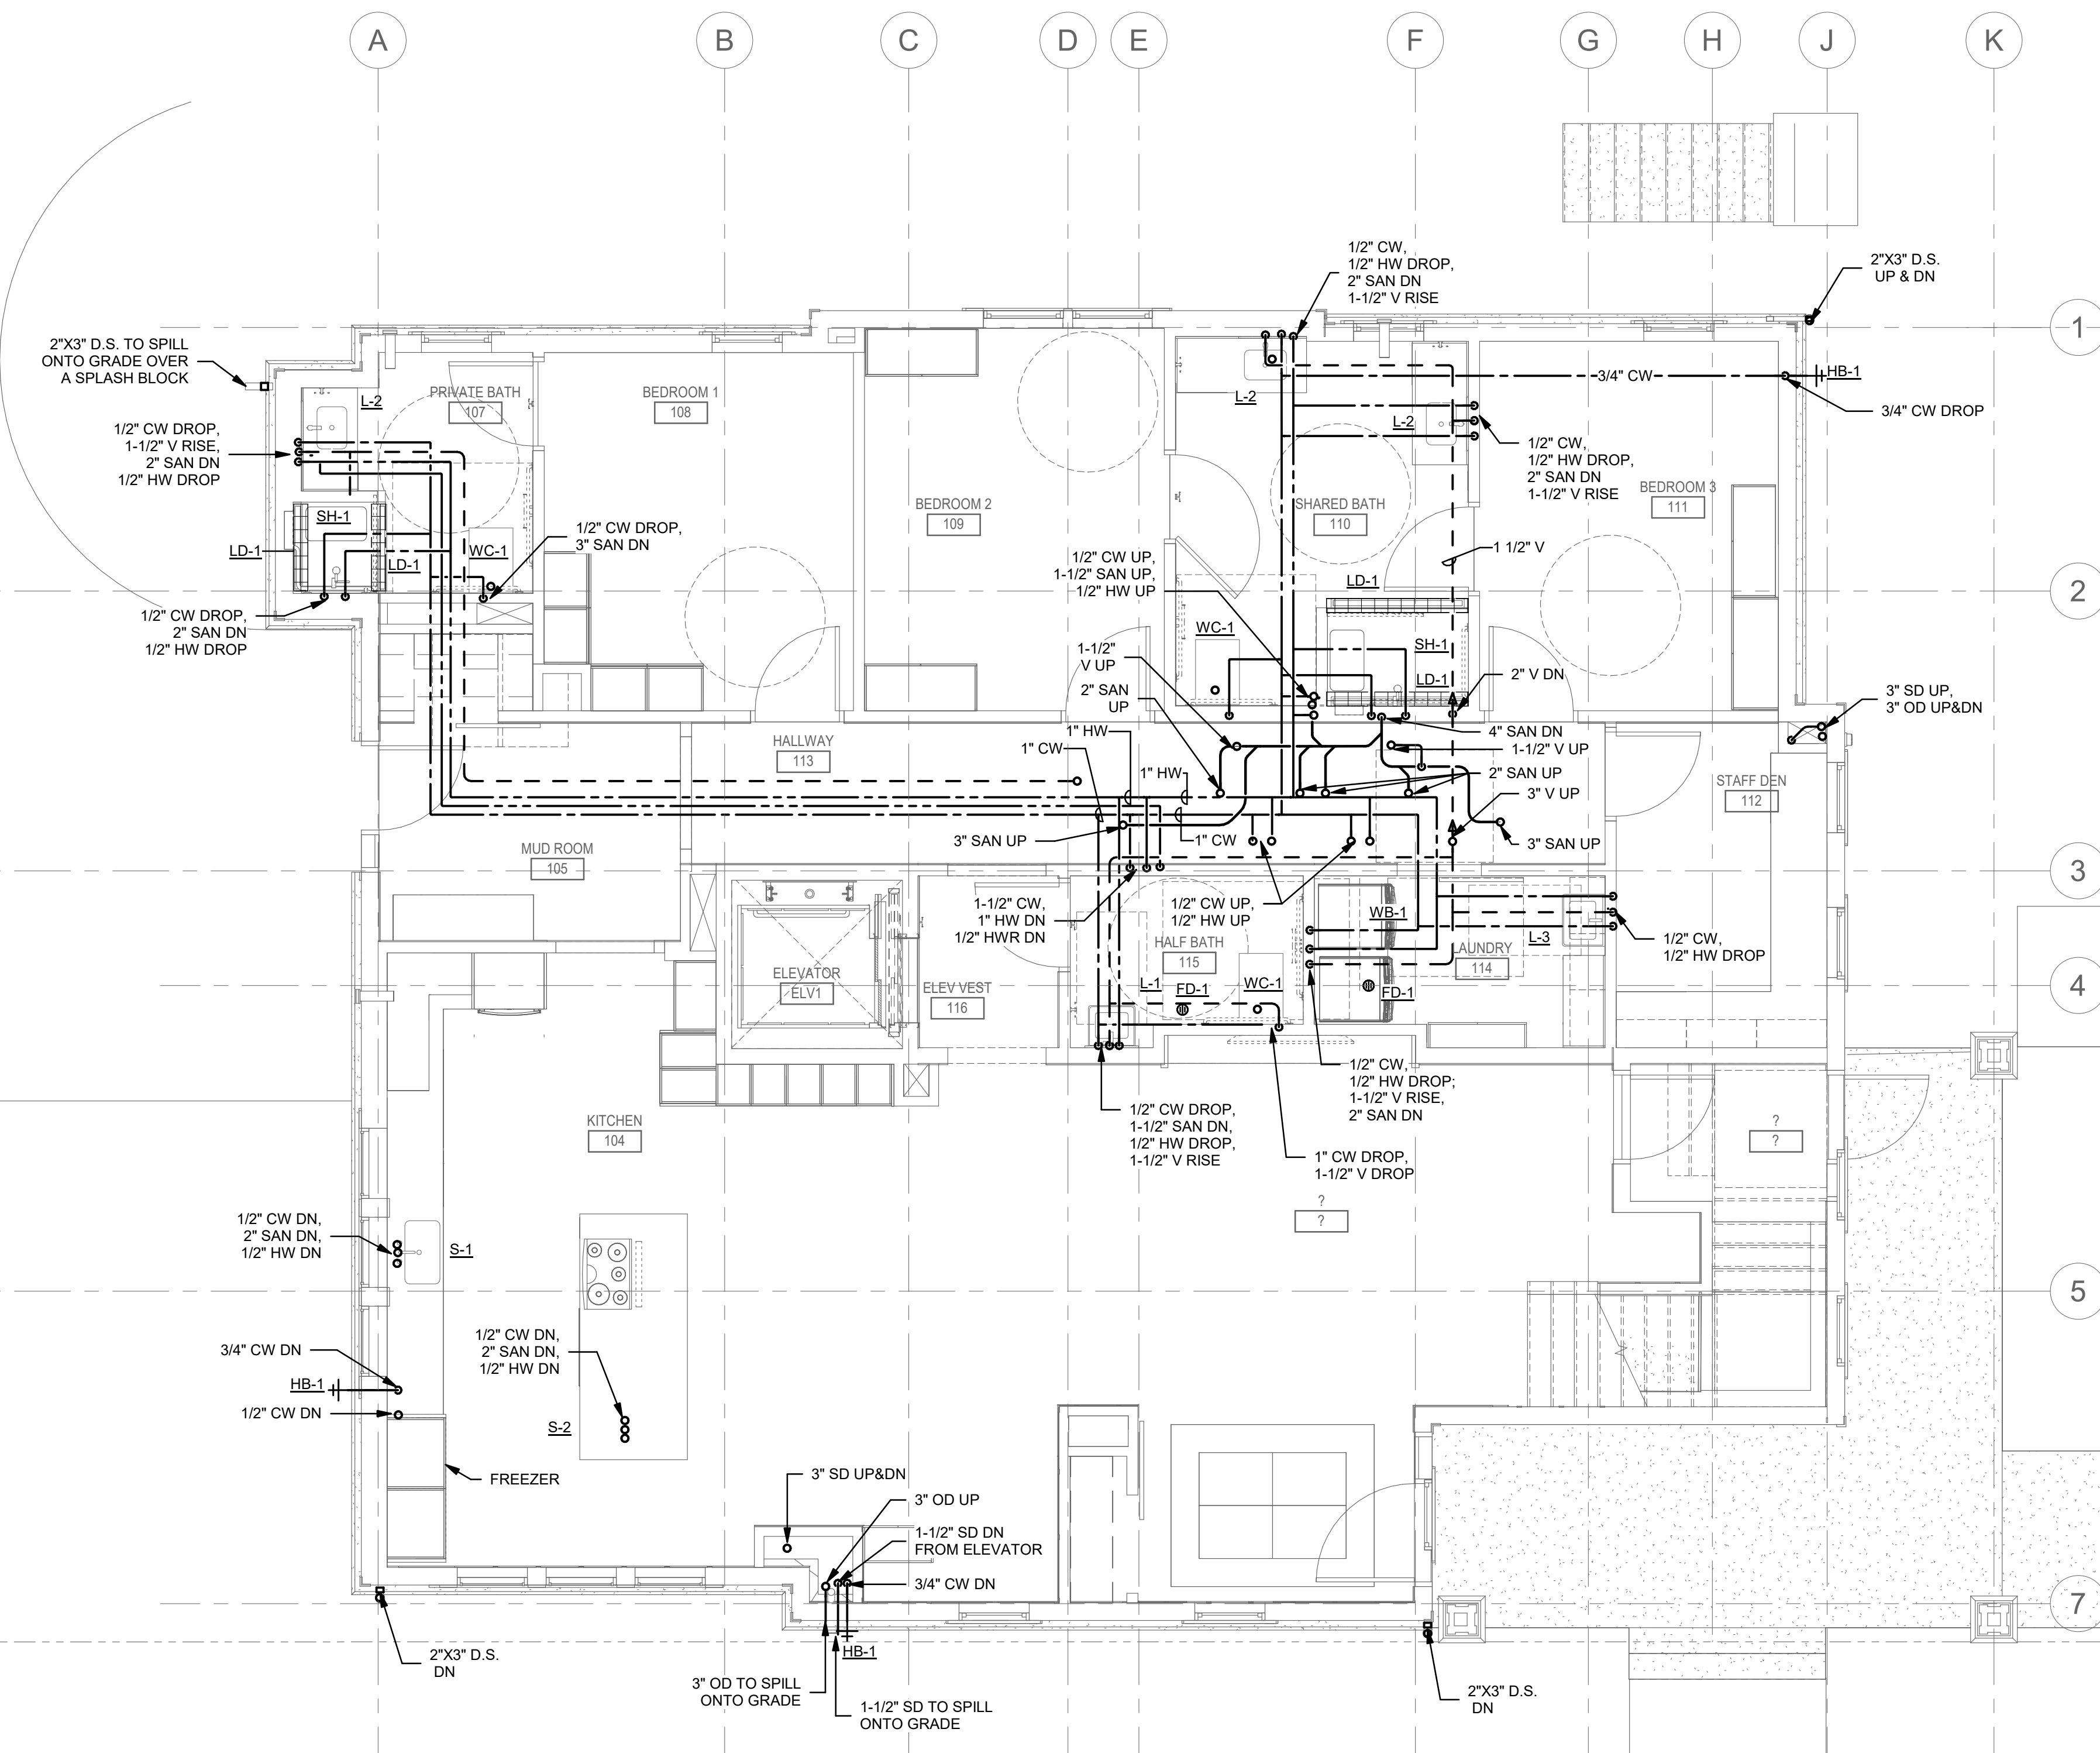 A
B
C
D
E
F
G
H
J
K
1/2" CW,
1/2" HW DROP,
2" SAN DN
1-1/2" V RISE
2"X3" D.S.
UP & DN
1
2"X3" D.S. TO SPILL
ONTO GRADE OVER
A SPLASH BLOCK
L-2
PRIVATE BATH
107
BEDROOM 1
108
3/4" CW
HB-1
3/4" CW DROP
L-2
L-2
1/2" CW DROP,
1-1/2" V RISE,
2" SAN DN
1/2" HW DROP
1/2" CW,
1/2" HW DROP,
2" SAN DN
1-1/2" V RISE
BEDROOM 2
109
SHARED BATH
110
BEDROOM 3
111
SH-1
LD-1
LD-1
WC-1
1/2" CW DROP,
3" SAN DN
1 1/2" V
1/2" CW UP,
1-1/2" SAN UP,
1/2" HW UP
LD-1
2
1/2" CW DROP,
2" SAN DN
1/2" HW DROP
WC-1
SH-1
LD-1
1-1/2"
V UP
2" SAN
UP
2" V DN
3" SD UP,
3" OD UP&DN
4" SAN DN
1-1/2" V UP
2" SAN UP
3" V UP
3" SAN UP
HALLWAY
113
1" HW
1" CW
1" HW
1" CW
3" SAN UP
STAFF DEN
112
MUD ROOM
105
3
1-1/2" CW,
1" HW DN
1/2" HWR DN
1/2" CW UP,
1/2" HW UP
WB-1
L-3
1/2" CW,
1/2" HW DROP
HALF BATH
115
LAUNDRY
114
ELEVATOR
ELV1
ELEV VEST
116
L-1
FD-1
WC-1
FD-1
4
1/2" CW,
1/2" HW DROP;
1-1/2" V RISE,
2" SAN DN
1/2" CW DROP,
1-1/2" SAN DN,
1/2" HW DROP,
1-1/2" V RISE
1" CW DROP,
1-1/2" V DROP
KITCHEN
104
?
?
?
?
1/2" CW DN,
2" SAN DN,
1/2" HW DN
S-1
5
3/4" CW DN
HB-1
1/2" CW DN
1/2" CW DN,
2" SAN DN,
1/2" HW DN
S-2
FREEZER
3" SD UP&DN
3" OD UP
1-1/2" SD DN
FROM ELEVATOR
3/4" CW DN
7
HB-1
2"X3" D.S.
DN
3" OD TO SPILL
ONTO GRADE
1-1/2" SD TO SPILL
ONTO GRADE
2"X3" D.S.
DN